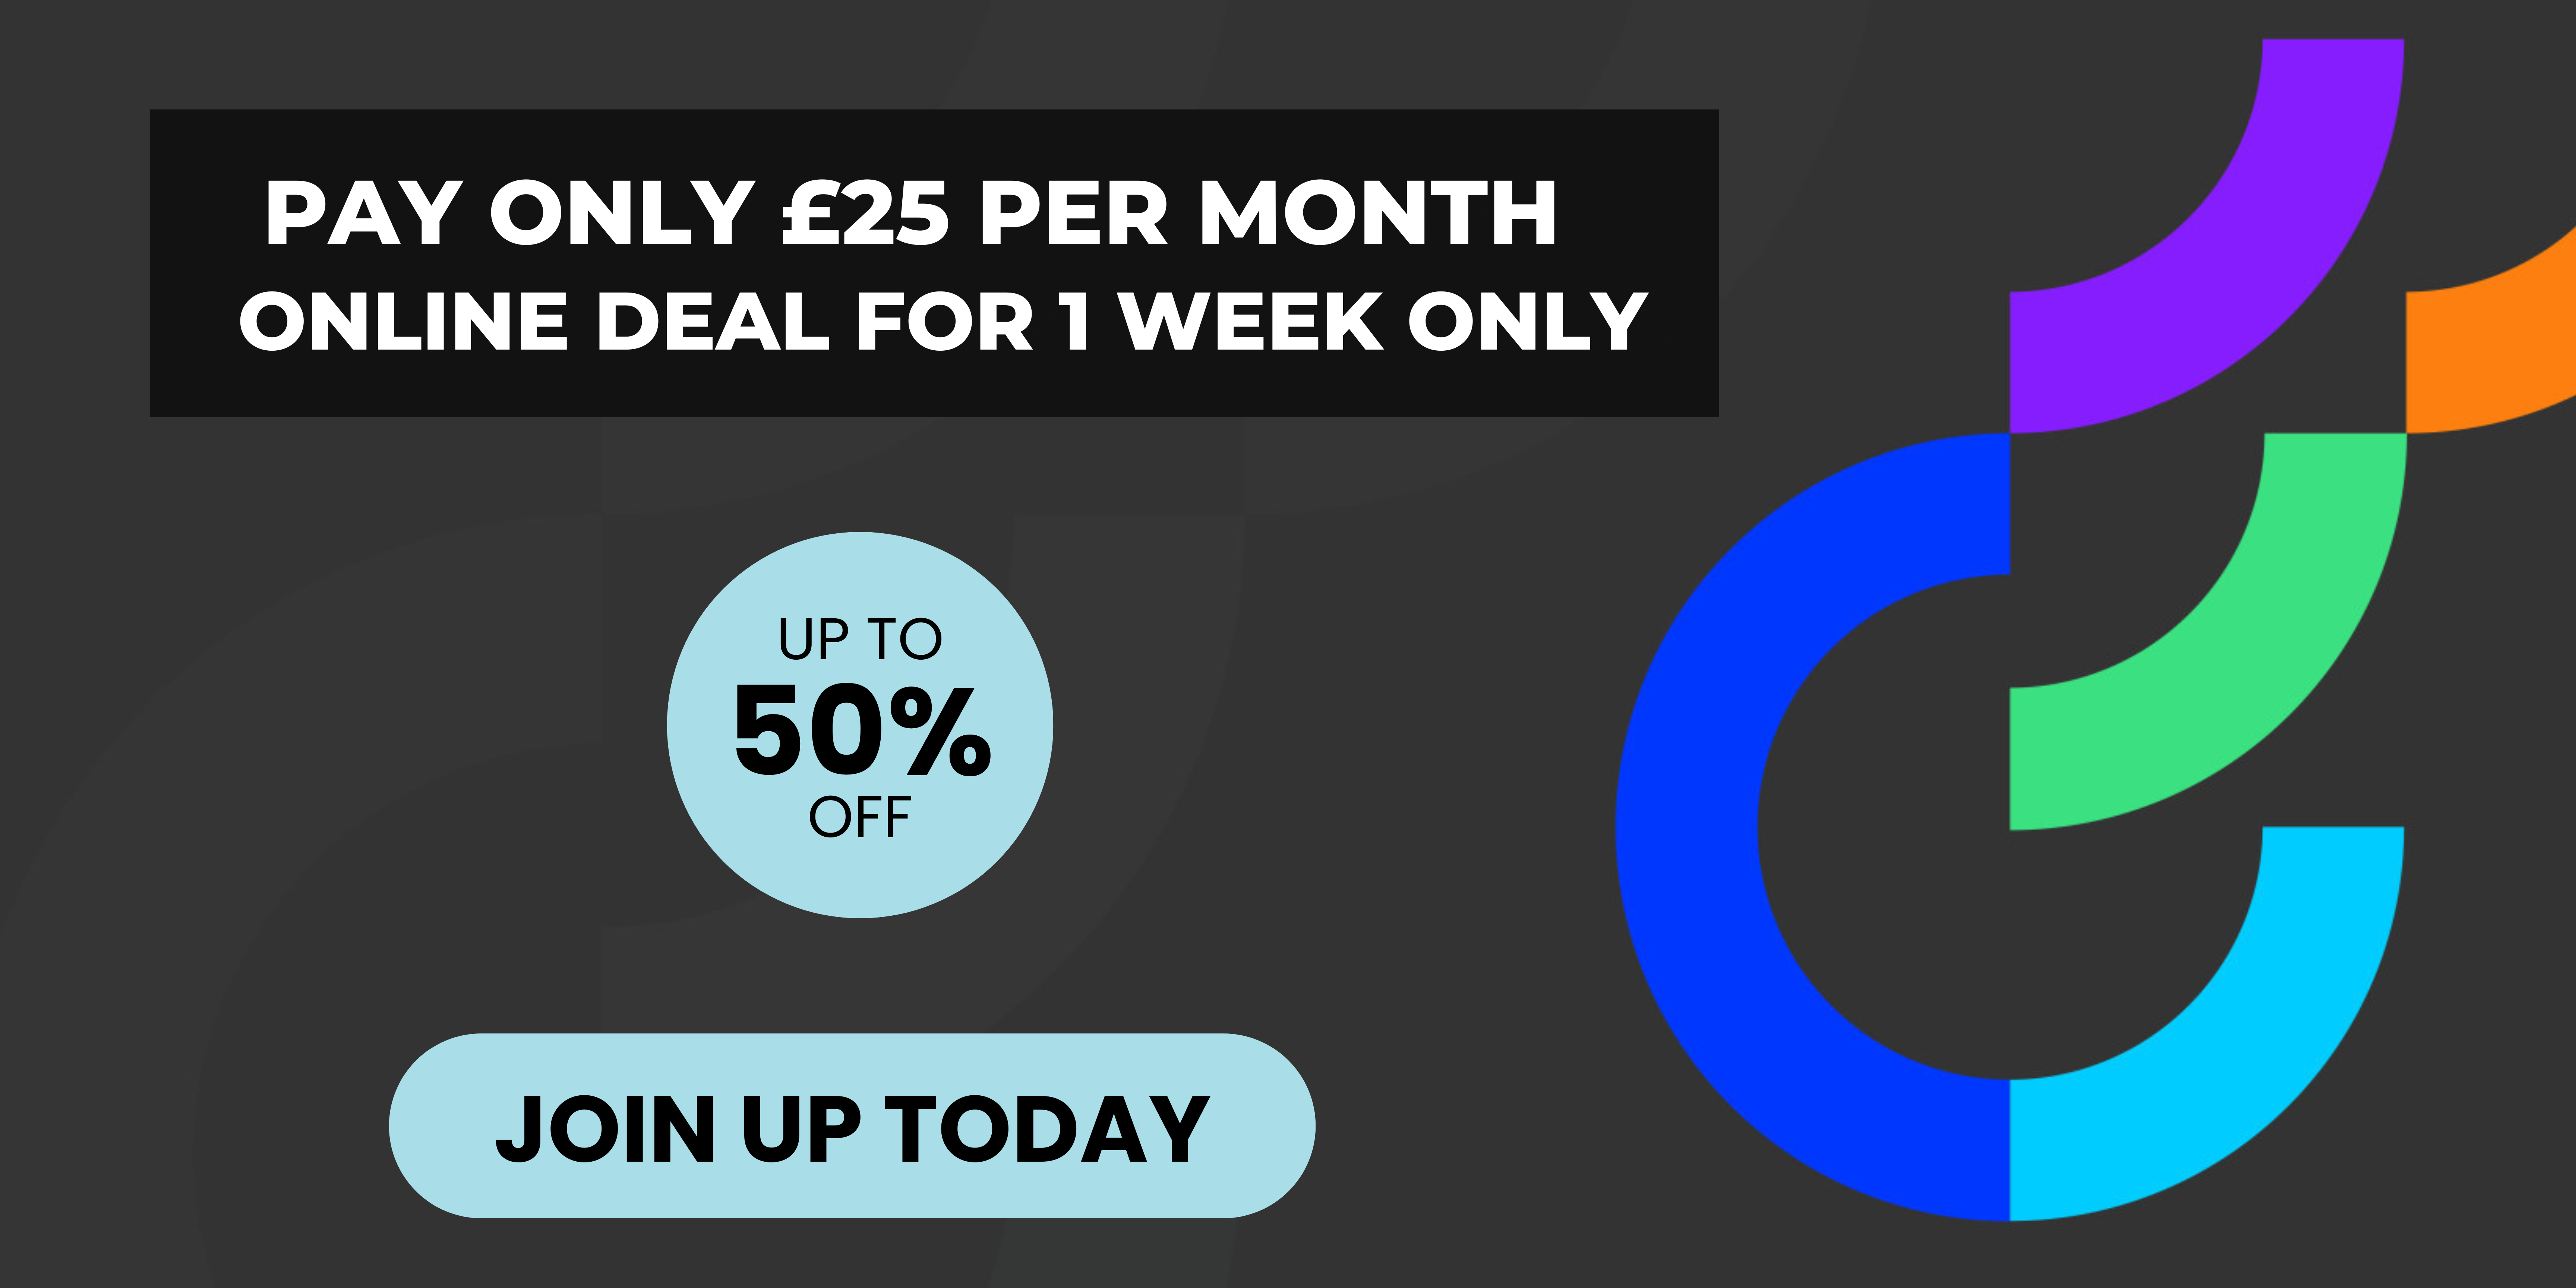 PAY ONLY £25 PER MONTH
ONLINE DEAL FOR 1 WEEK ONLY
UP TO
50%
OFF
JOIN UP TODAY